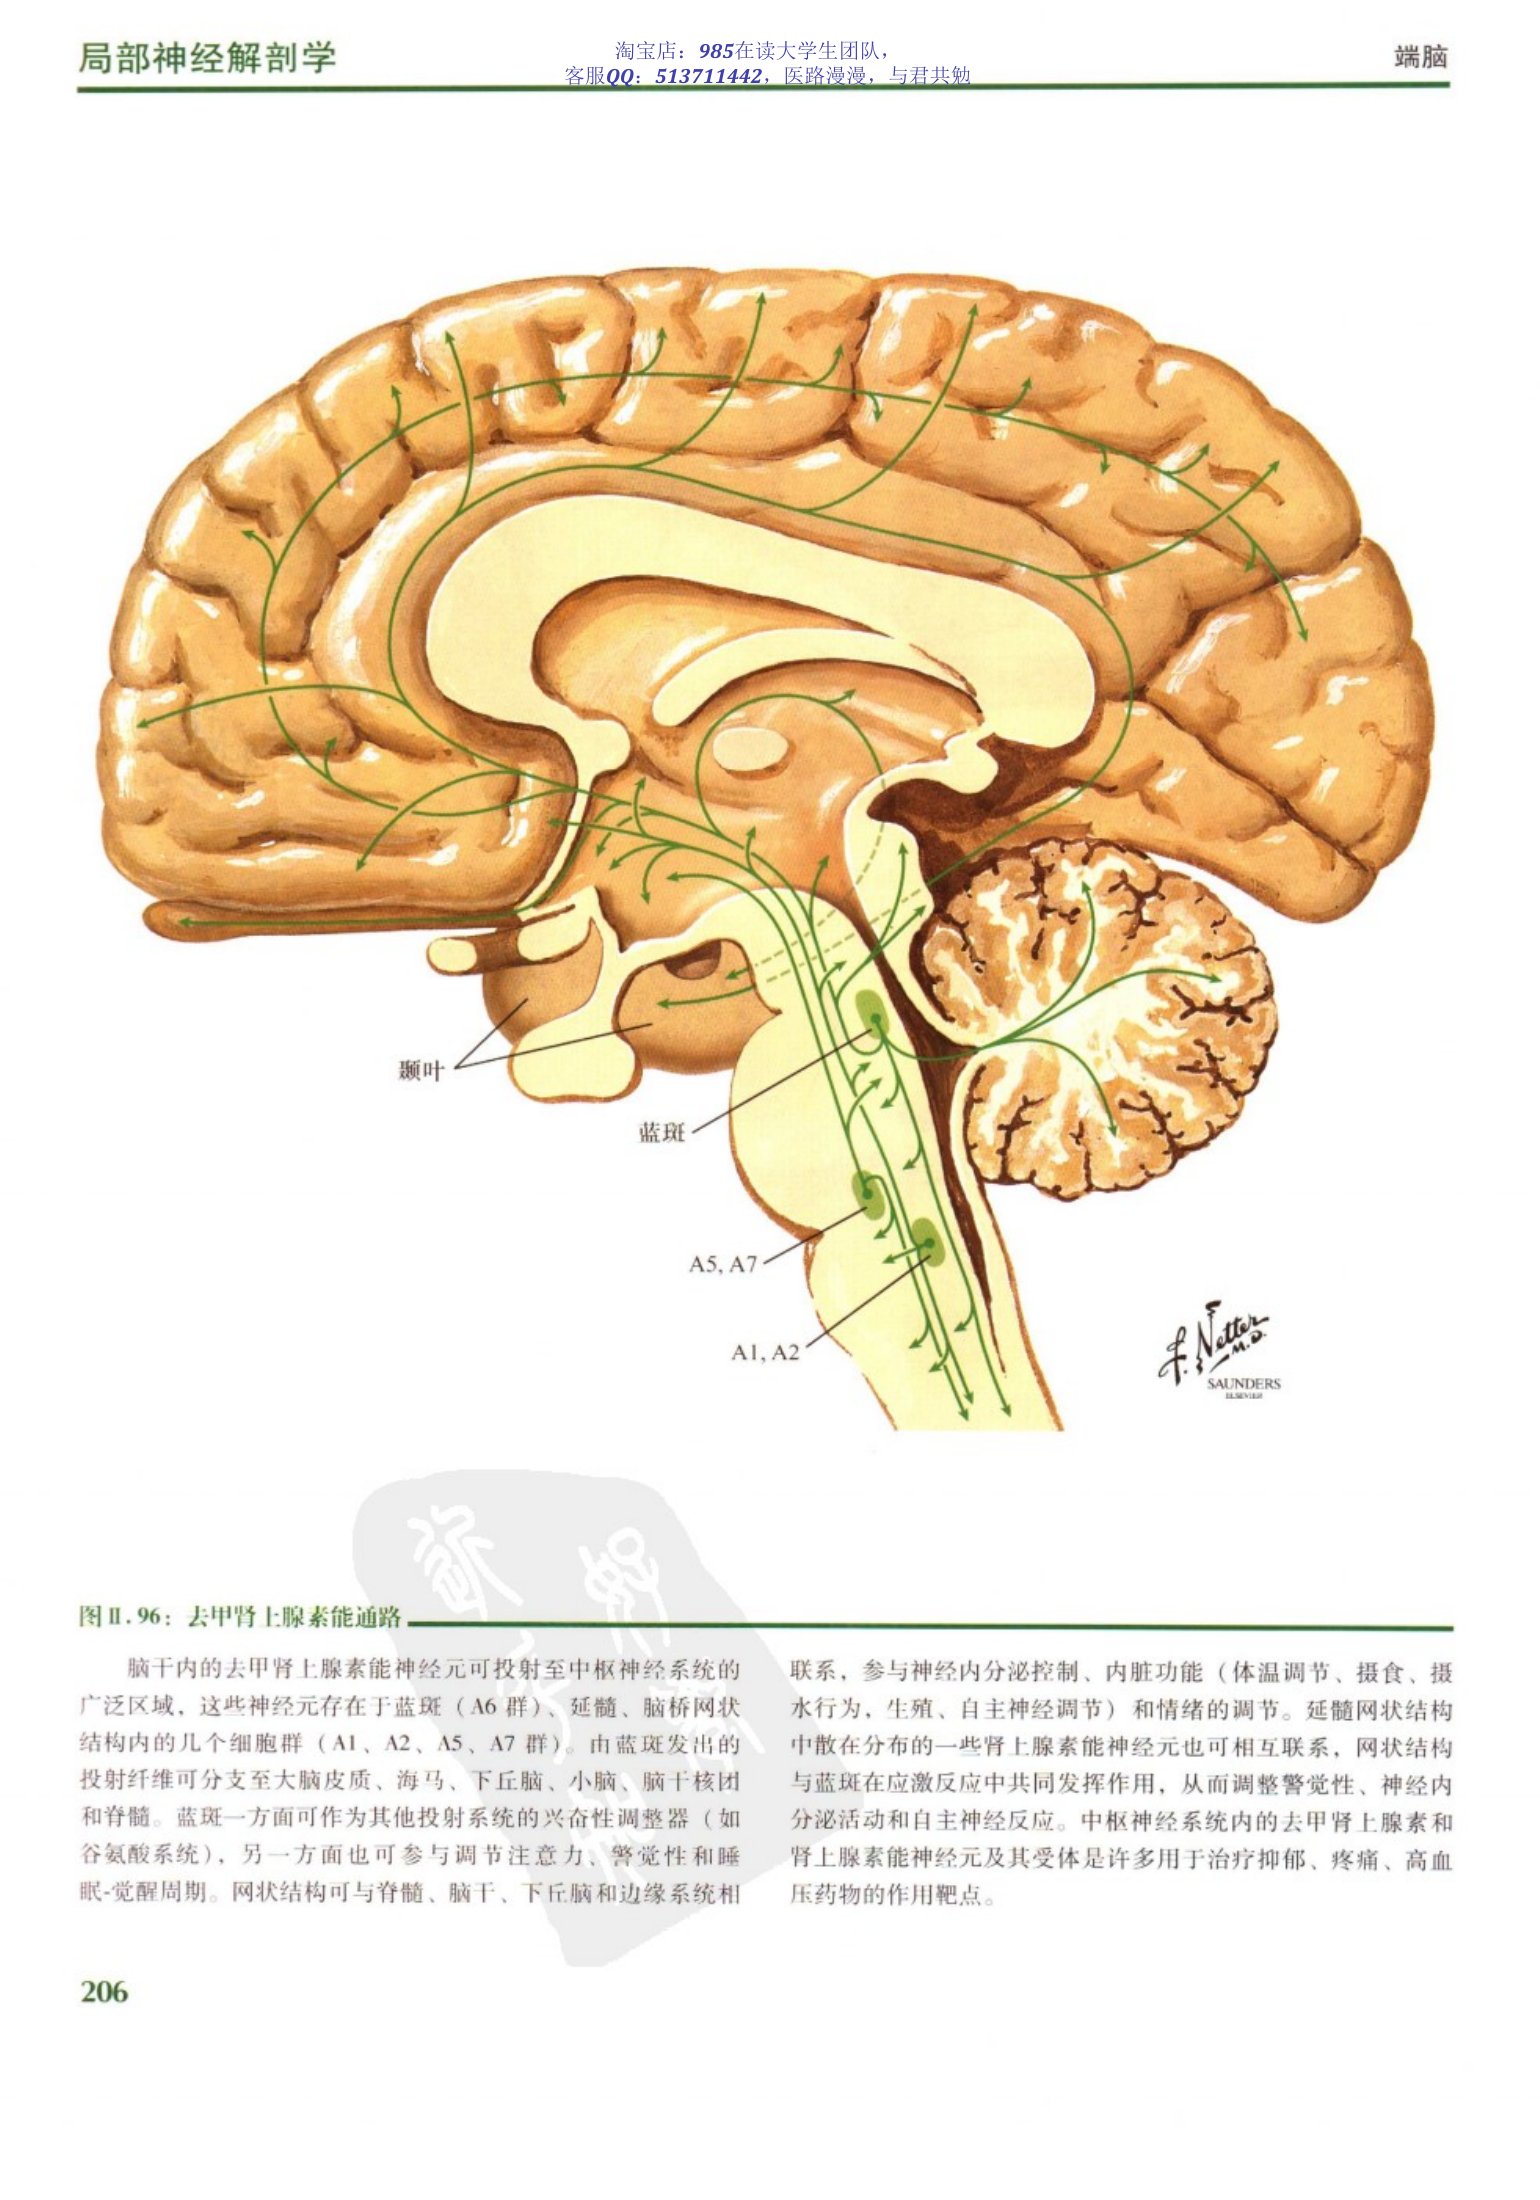 局部神经解剖学
淘宝店：985在读大学生团队，
客服QQ：513711442，医路漫漫，与君共勉
端脑
颞叶
蓝斑
A5, A7
A1, A2
F. Netter M.D.
SAUNDERS
ELSEVIER
图 Ⅱ.96：去甲肾上腺素能通路
脑干内的去甲肾上腺素能神经元可投射至中枢神经系统的
广泛区域，这些神经元存在于蓝斑（A6 群）、延髓、脑桥网状
结构内的几个细胞群（A1、A2、A5、A7 群）。由蓝斑发出的
投射纤维可分支至大脑皮质、海马、下丘脑、小脑、脑干核团
和脊髓。蓝斑一方面可作为其他投射系统的兴奋性调整器（如
谷氨酸系统），另一方面也可参与调节注意力、警觉性和睡
眠-觉醒周期。网状结构可与脊髓、脑干、下丘脑和边缘系统相
联系，参与神经内分泌控制、内脏功能（体温调节、摄食、摄
水行为，生殖、自主神经调节）和情绪的调节。延髓网状结构
中散在分布的一些肾上腺素能神经元也可相互联系，网状结构
与蓝斑在应激反应中共同发挥作用，从而调整警觉性、神经内
分泌活动和自主神经反应。中枢神经系统内的去甲肾上腺素和
肾上腺素能神经元及其受体是许多用于治疗抑郁、疼痛、高血
压药物的作用靶点。
206